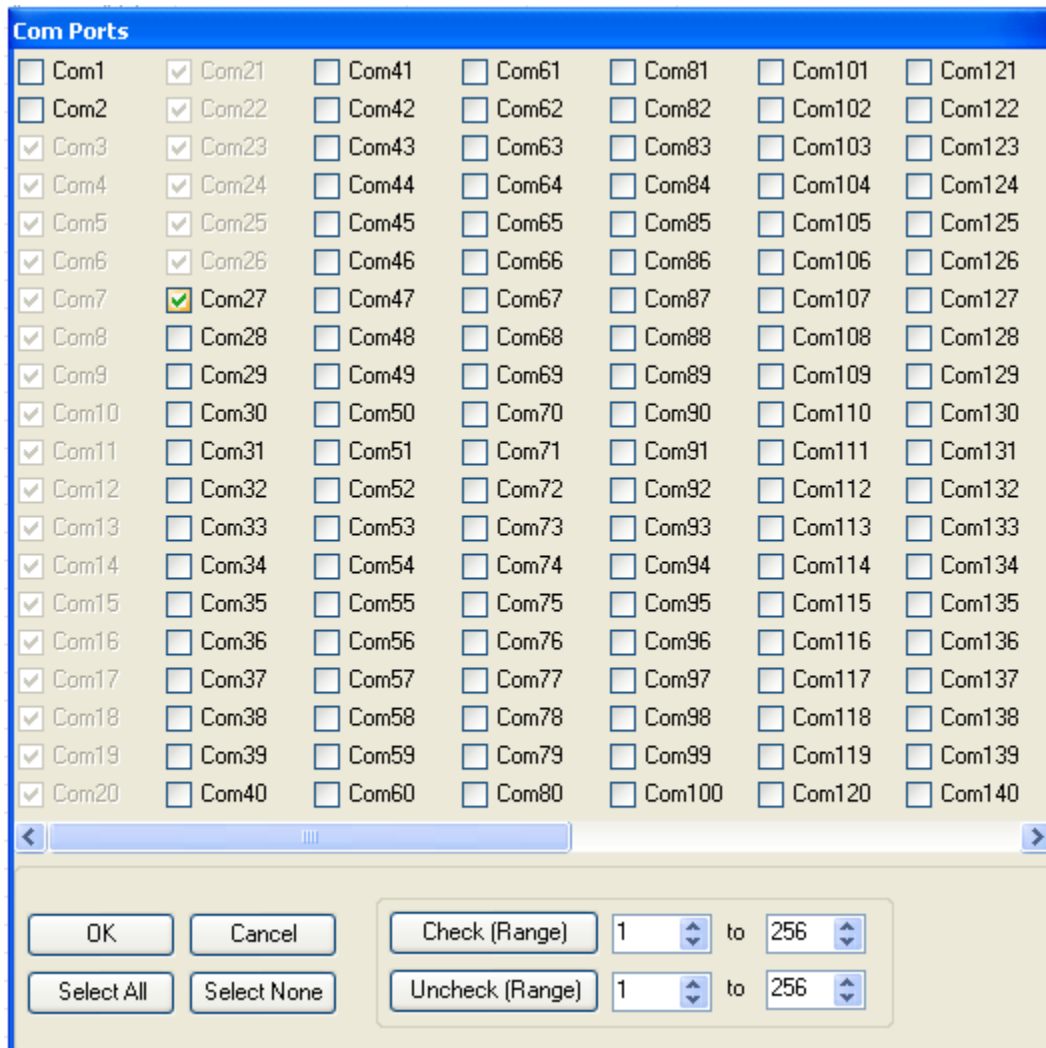 Com Ports
Com1 Com21 Com41 Com61 Com81 Com101 Com121
Com2 Com22 Com42 Com62 Com82 Com102 Com122
Com3 Com23 Com43 Com63 Com83 Com103 Com123
Com4 Com24 Com44 Com64 Com84 Com104 Com124
Com5 Com25 Com45 Com65 Com85 Com105 Com125
Com6 Com26 Com46 Com66 Com86 Com106 Com126
Com7 Com27 Com47 Com67 Com87 Com107 Com127
Com8 Com28 Com48 Com68 Com88 Com108 Com128
Com9 Com29 Com49 Com69 Com89 Com109 Com129
Com10 Com30 Com50 Com70 Com90 Com110 Com130
Com11 Com31 Com51 Com71 Com91 Com111 Com131
Com12 Com32 Com52 Com72 Com92 Com112 Com132
Com13 Com33 Com53 Com73 Com93 Com113 Com133
Com14 Com34 Com54 Com74 Com94 Com114 Com134
Com15 Com35 Com55 Com75 Com95 Com115 Com135
Com16 Com36 Com56 Com76 Com96 Com116 Com136
Com17 Com37 Com57 Com77 Com97 Com117 Com137
Com18 Com38 Com58 Com78 Com98 Com118 Com138
Com19 Com39 Com59 Com79 Com99 Com119 Com139
Com20 Com40 Com60 Com80 Com100 Com120 Com140
OK Cancel Check (Range) 1 to 256
Select All Select None Uncheck (Range) 1 to 256